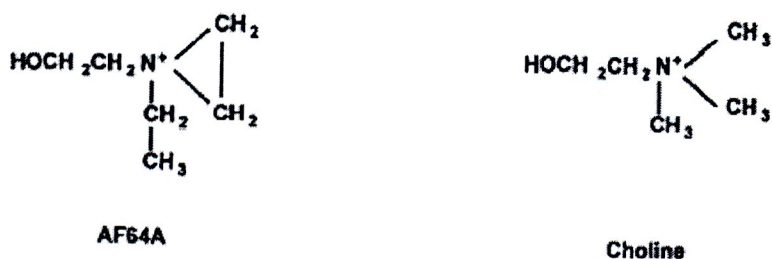 CH₂
HOCH₂CH₂N⁺
CH₂ CH₂
CH₃
AF64A
CH₃
HOCH₂CH₂N⁺
CH₃ CH₃
Choline